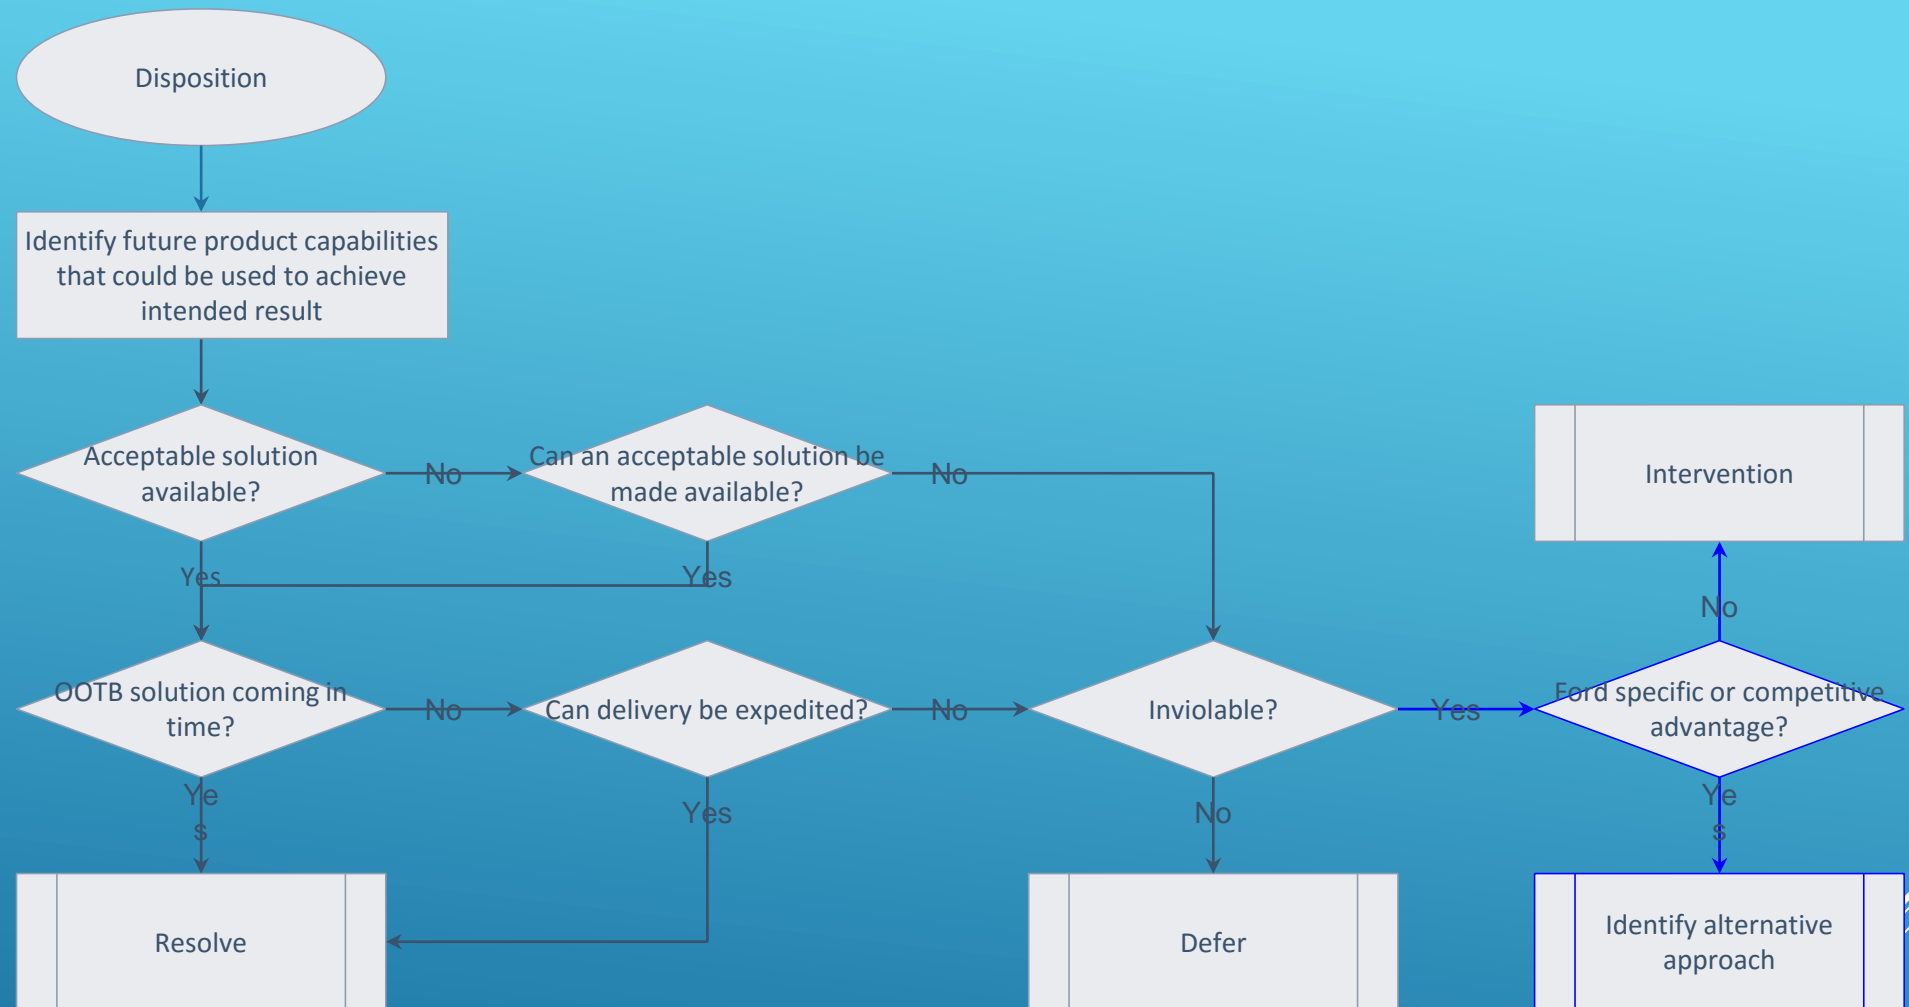 Disposition
Identify future product capabilities
that could be used to achieve
intended result
Acceptable solution
available?
No
Can an acceptable solution be
made available?
No
Intervention
Yes
Yes
No
OOTB solution coming in
time?
No
Can delivery be expedited?
No
Inviolable?
Yes
Ford specific or competitive
advantage?
Ye
s
Yes
No
Ye
s
Resolve
Defer
Identify alternative
approach